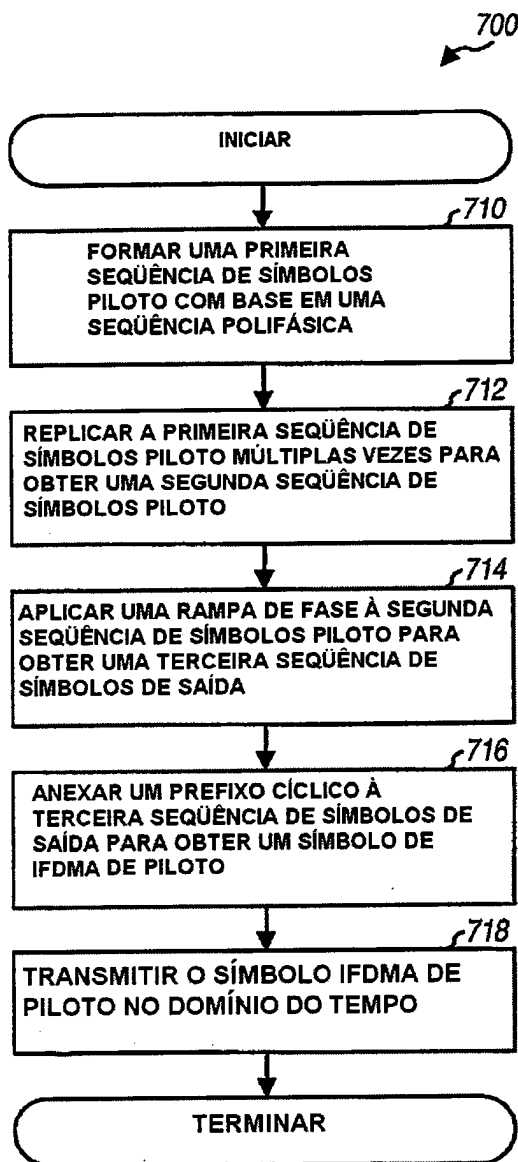 700
INICIAR
710
FORMAR UMA PRIMEIRA
SEQÜÊNCIA DE SÍMBOLOS
PILOTO COM BASE EM UMA
SEQÜÊNCIA POLIFÁSICA
712
REPLICAR A PRIMEIRA SEQÜÊNCIA DE
SÍMBOLOS PILOTO MÚLTIPLAS VEZES PARA
OBTER UMA SEGUNDA SEQÜÊNCIA DE
SÍMBOLOS PILOTO
714
APLICAR UMA RAMPA DE FASE À SEGUNDA
SEQÜÊNCIA DE SÍMBOLOS PILOTO PARA
OBTER UMA TERCEIRA SEQÜÊNCIA DE
SÍMBOLOS DE SAÍDA
716
ANEXAR UM PREFIXO CÍCLICO À
TERCEIRA SEQÜÊNCIA DE SÍMBOLOS DE
SAÍDA PARA OBTER UM SÍMBOLO DE
IFDMA DE PILOTO
718
TRANSMITIR O SÍMBOLO IFDMA DE
PILOTO NO DOMÍNIO DO TEMPO
TERMINAR